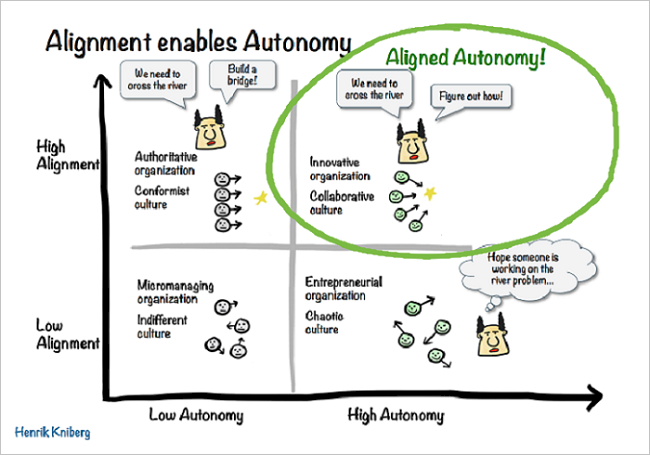 Alignment enables Autonomy
Aligned Autonomy!
We need to
cross the river
Build a
bridge!
We need to
cross the river
Figure out how!
High
Alignment
Authoritative
organization
Conformist
culture
Innovative
organization
Collaborative
culture
Hope someone is
working on the
river problem...
Low
Alignment
Micromanaging
organization
Indifferent
culture
Entrepreneurial
organization
Chaotic
culture
Low Autonomy
High Autonomy
Henrik Kniberg